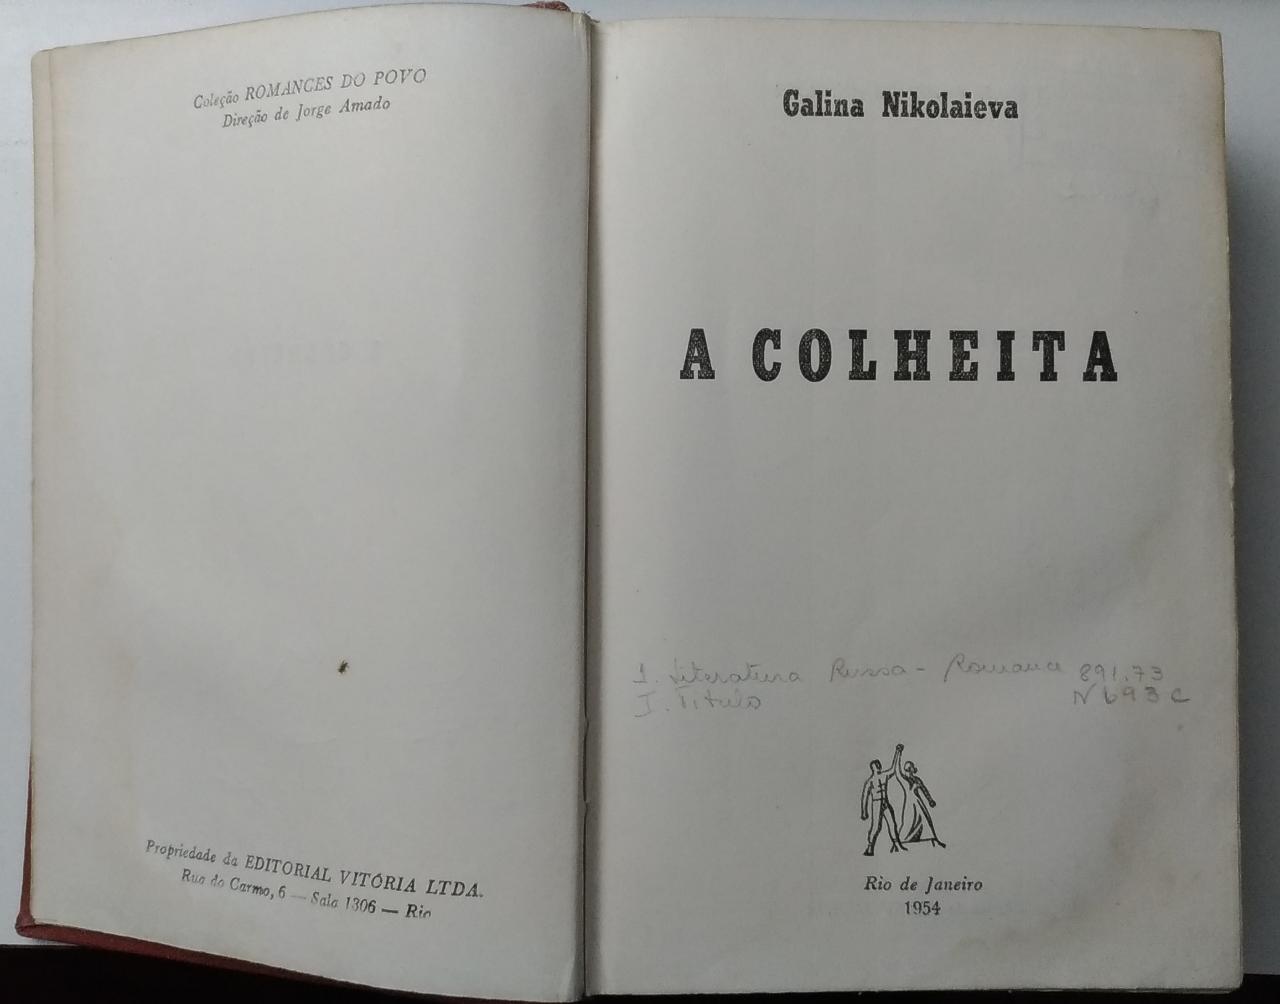 Coleção ROMANCES DO POVO
Direção de Jorge Amado
Propriedade da EDITORIAL VITÓRIA LTDA.
Rua do Carmo, 6 — Sala 1306 — Rio
Galina Nikolaieva
A COLHEITA
1. Literatura Russa - Romance 891.73
I. Titulo N693c
Rio de Janeiro
1954